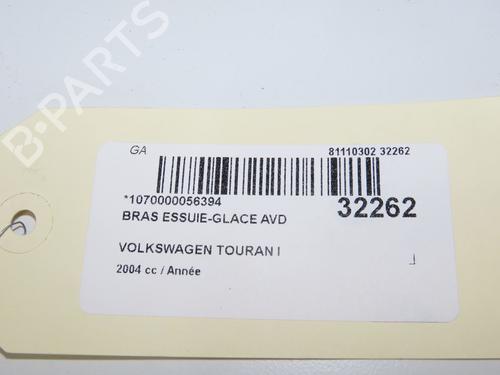 B-PARTS
GA 81110302 32262
*1070000056394 32262
BRAS ESSUIE-GLACE AVD
VOLKSWAGEN TOURAN I
2004 cc / Année